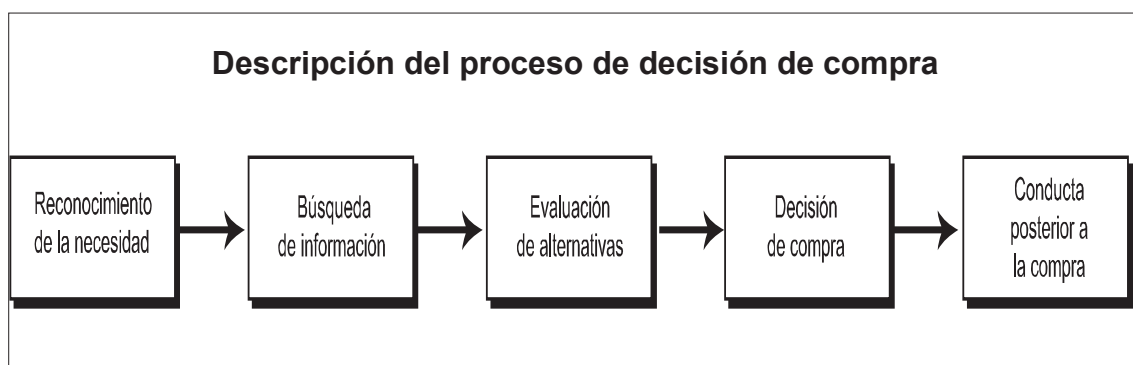 Descripción del proceso de decisión de compra
Reconocimiento
de la necesidad
Búsqueda
de información
Evaluación
de alternativas
Decisión
de compra
Conducta
posterior a
la compra